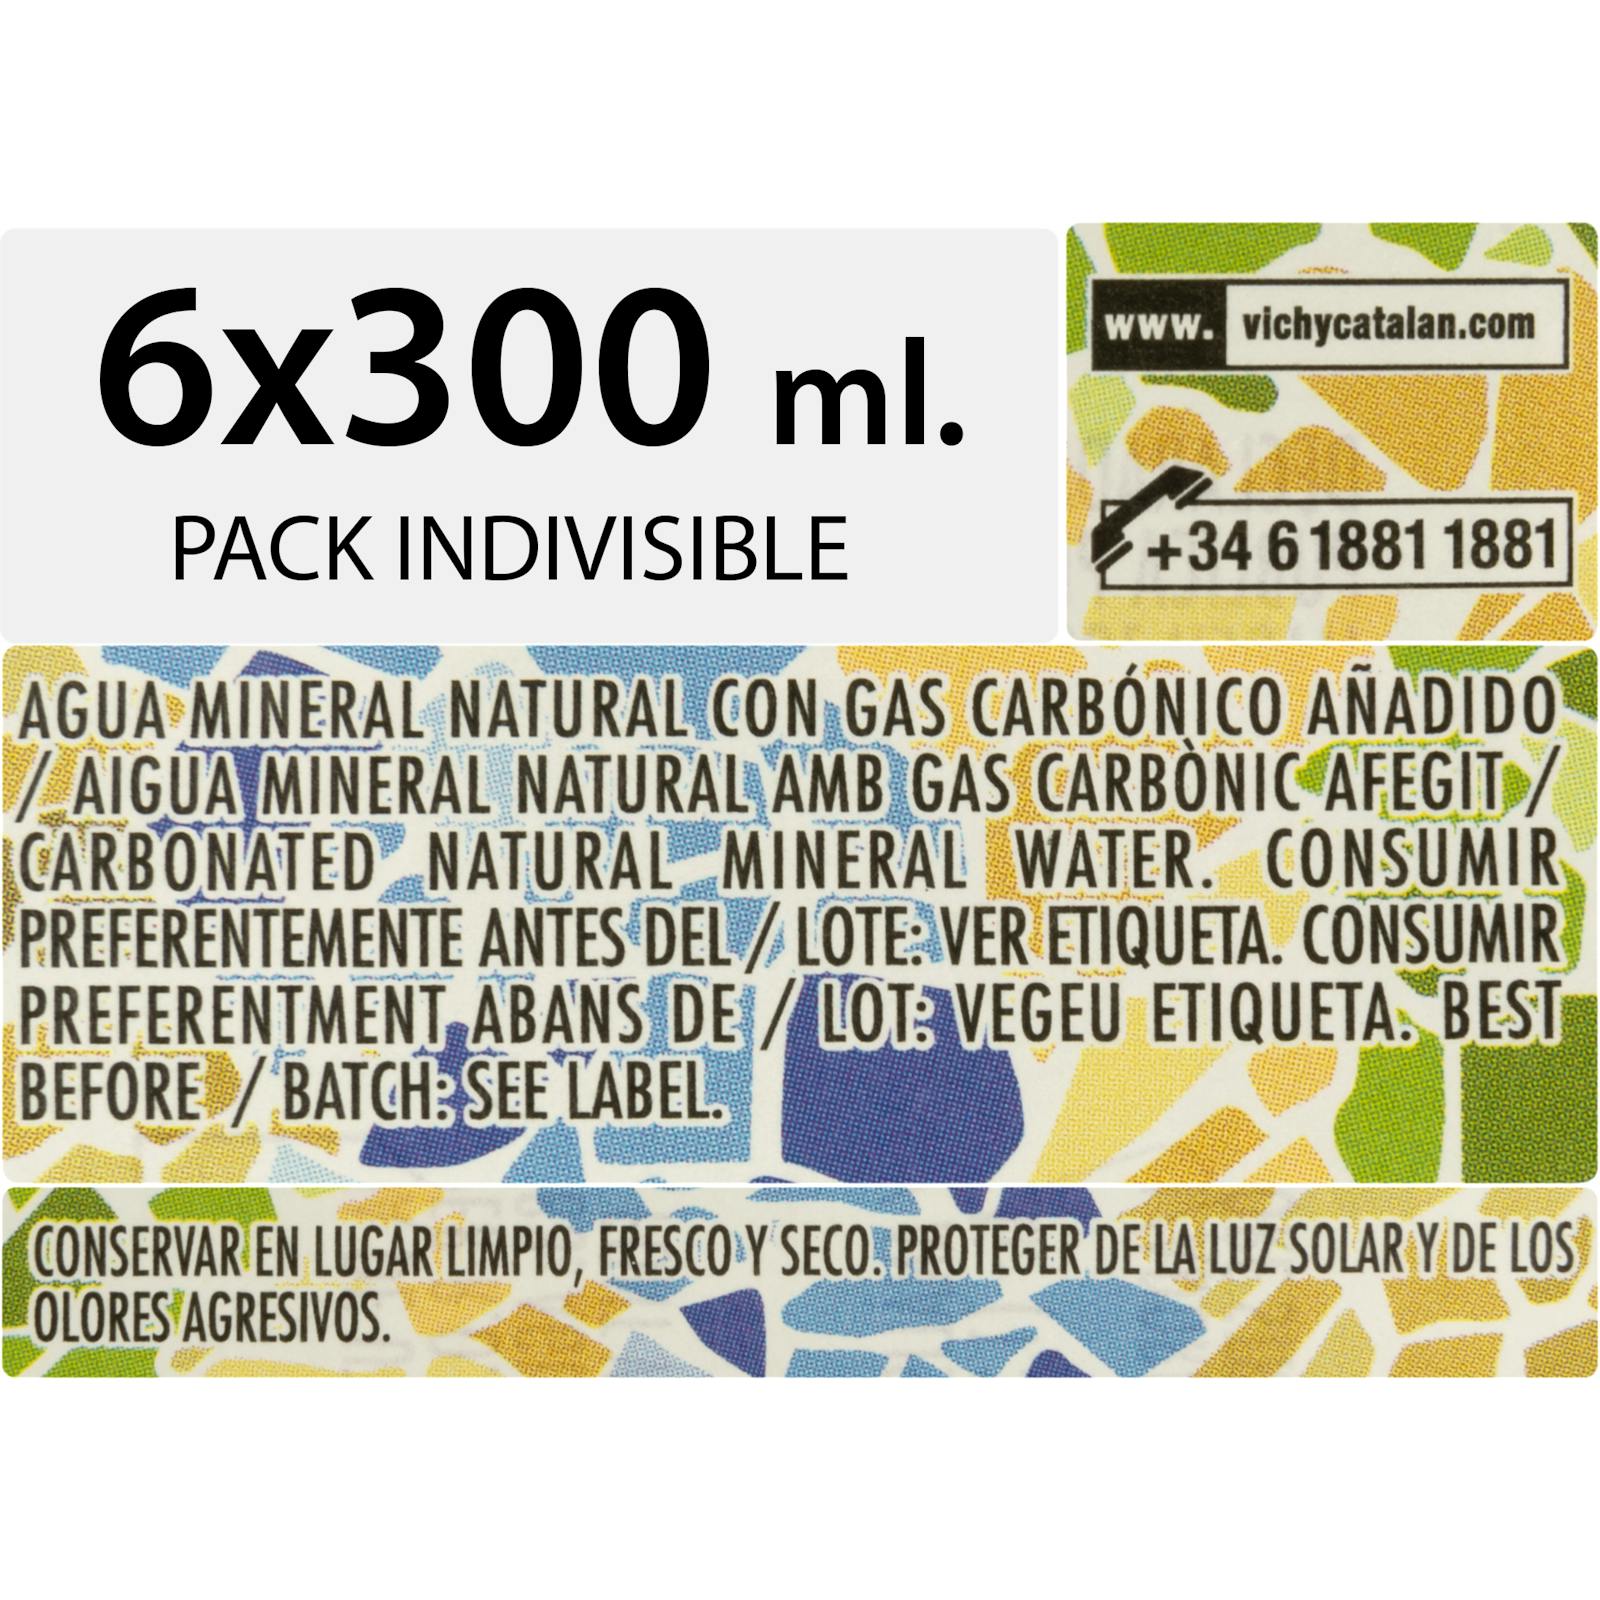 6x300 ml.
PACK INDIVISIBLE
www. vichycatalan.com
+34 6 1881 1881
AGUA MINERAL NATURAL CON GAS CARBÓNICO AÑADIDO
/ AIGUA MINERAL NATURAL AMB GAS CARBÒNIC AFEGIT /
CARBONATED NATURAL MINERAL WATER. CONSUMIR
PREFERENTEMENTE ANTES DEL / LOTE: VER ETIQUETA. CONSUMIR
PREFERENTMENT ABANS DE / LOT: VEGEU ETIQUETA. BEST
BEFORE / BATCH: SEE LABEL.
CONSERVAR EN LUGAR LIMPIO, FRESCO Y SECO. PROTEGER DE LA LUZ SOLAR Y DE LOS
OLORES AGRESIVOS.